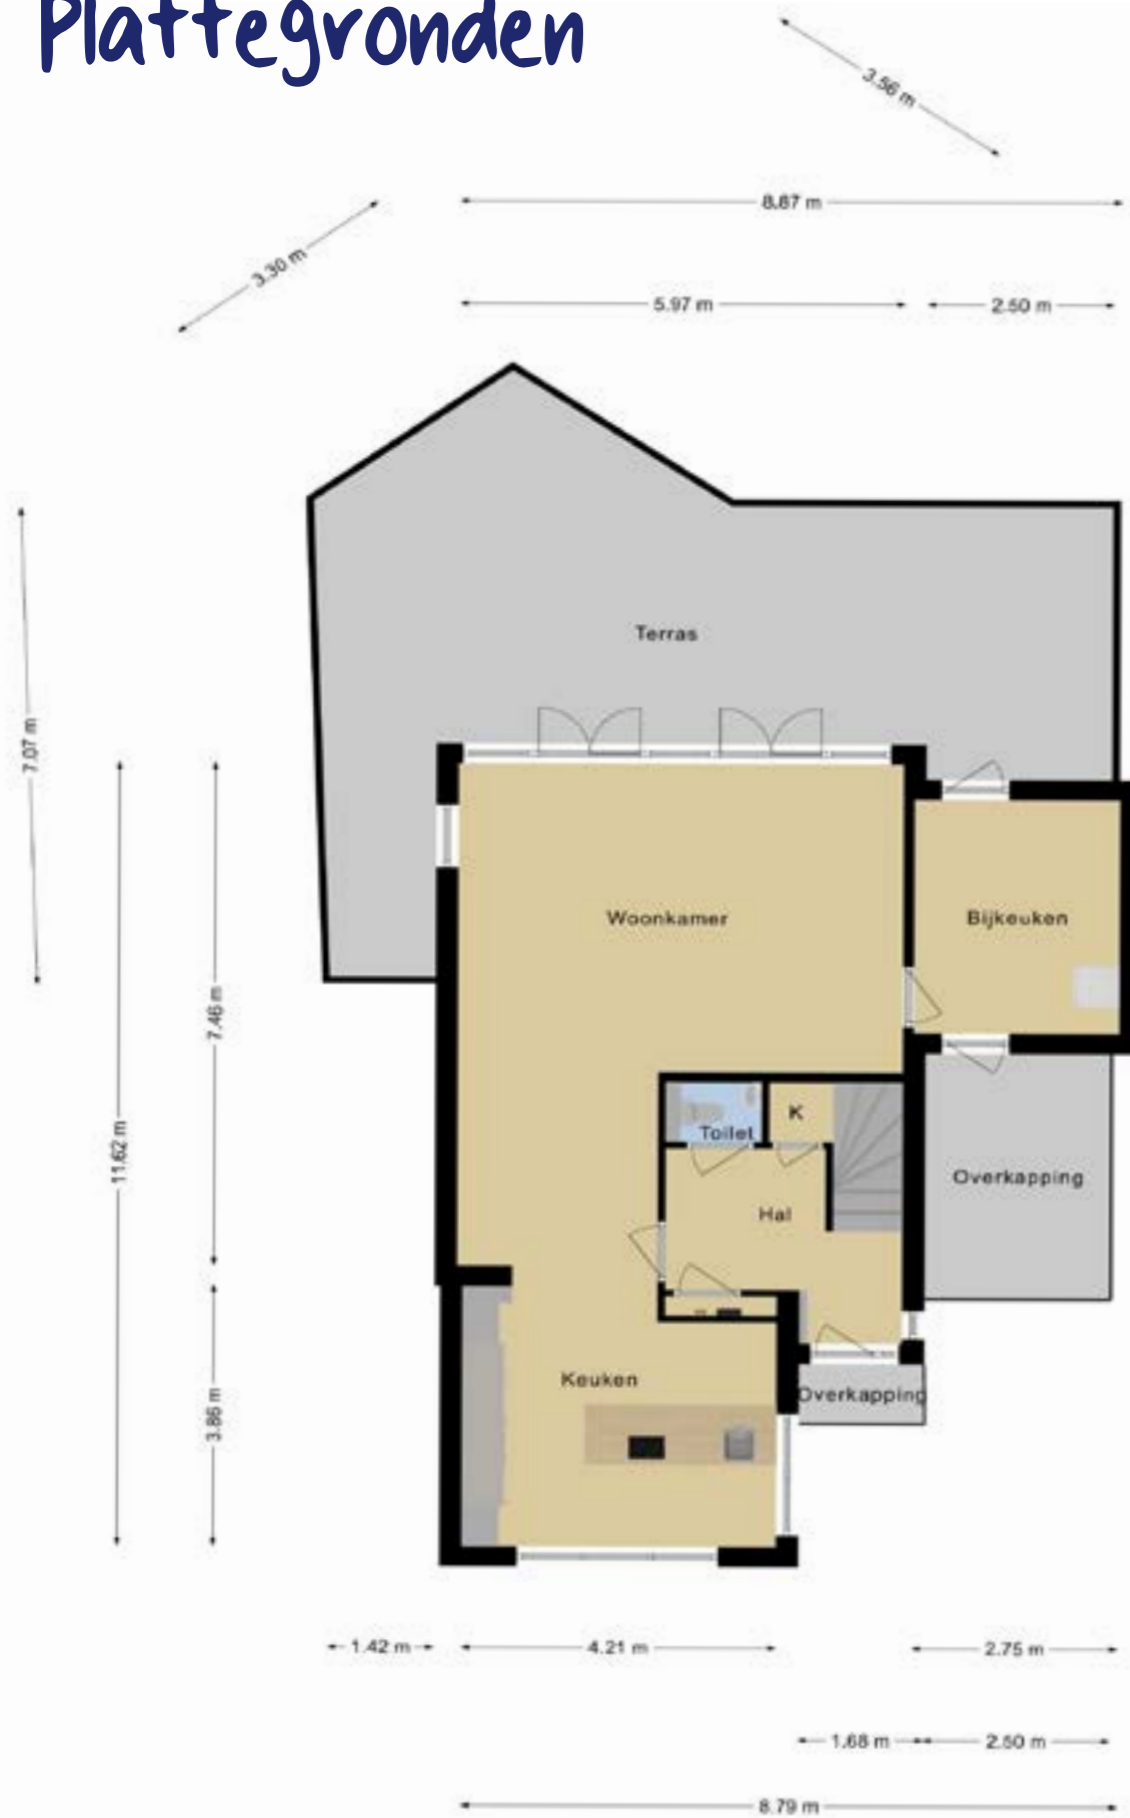 Plattegronden
3.56 m
8.87 m
3.30 m
5.97 m
2.50 m
Terras
7.07 m
Woonkamer
Bijkeuken
7.46 m
K
Toilet
11.62 m
Overkapping
Hal
Keuken
Overkapping
3.86 m
1.42 m
4.21 m
2.75 m
1.68 m
2.50 m
8.79 m